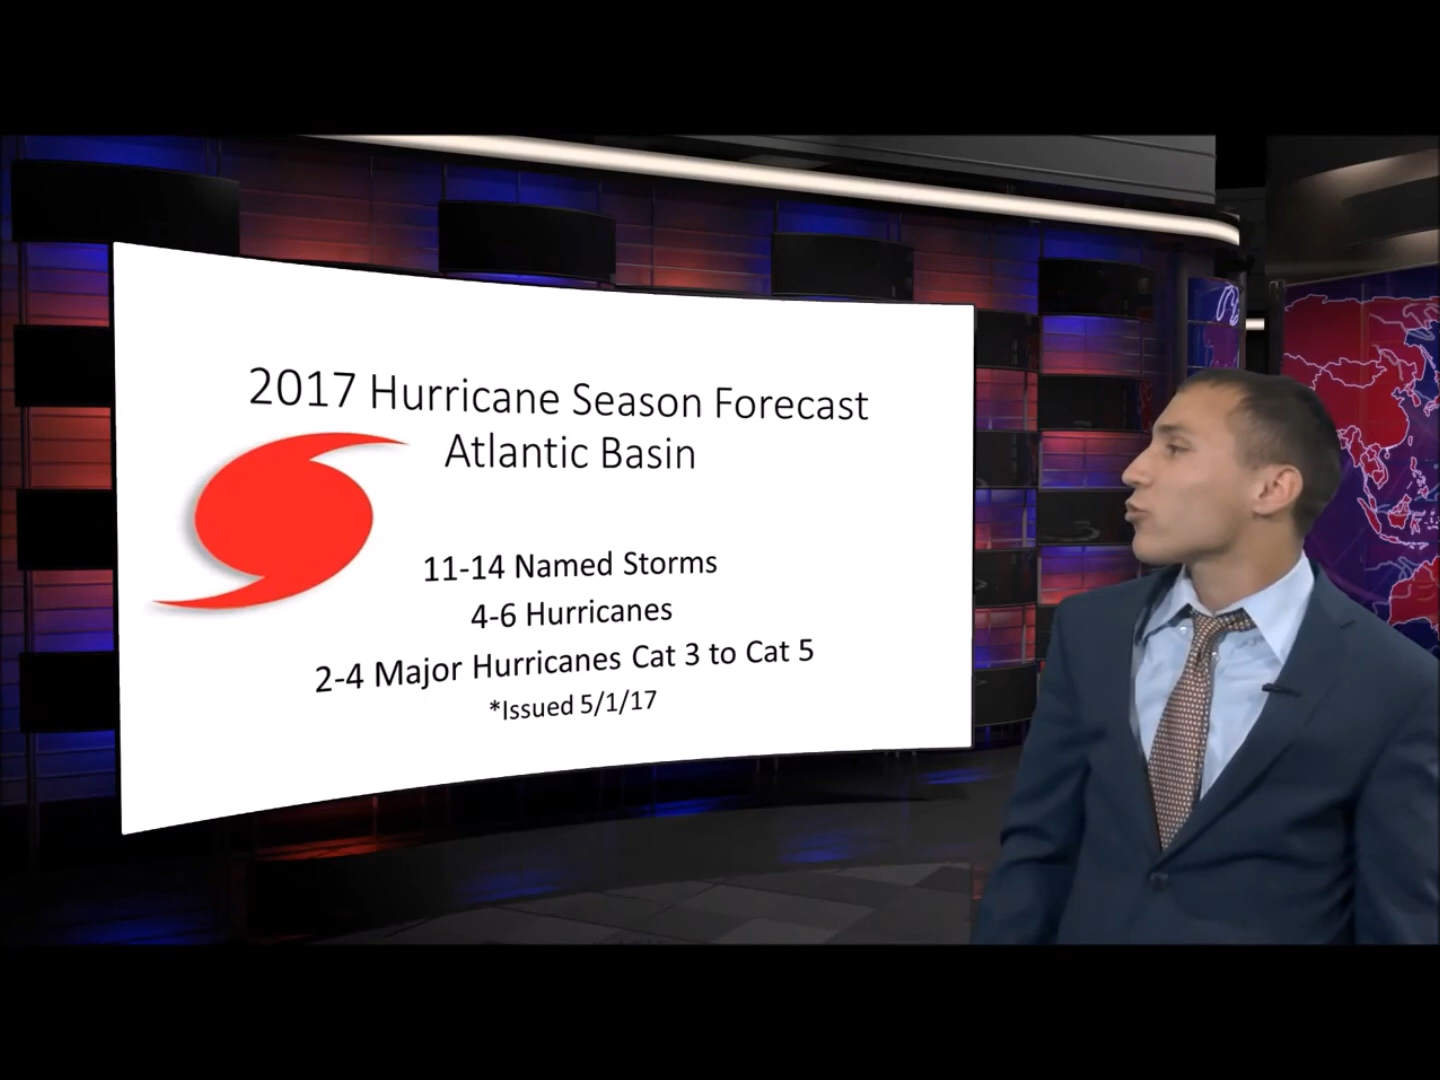 2017 Hurricane Season Forecast
Atlantic Basin
11-14 Named Storms
4-6 Hurricanes
2-4 Major Hurricanes Cat 3 to Cat 5
*Issued 5/1/17